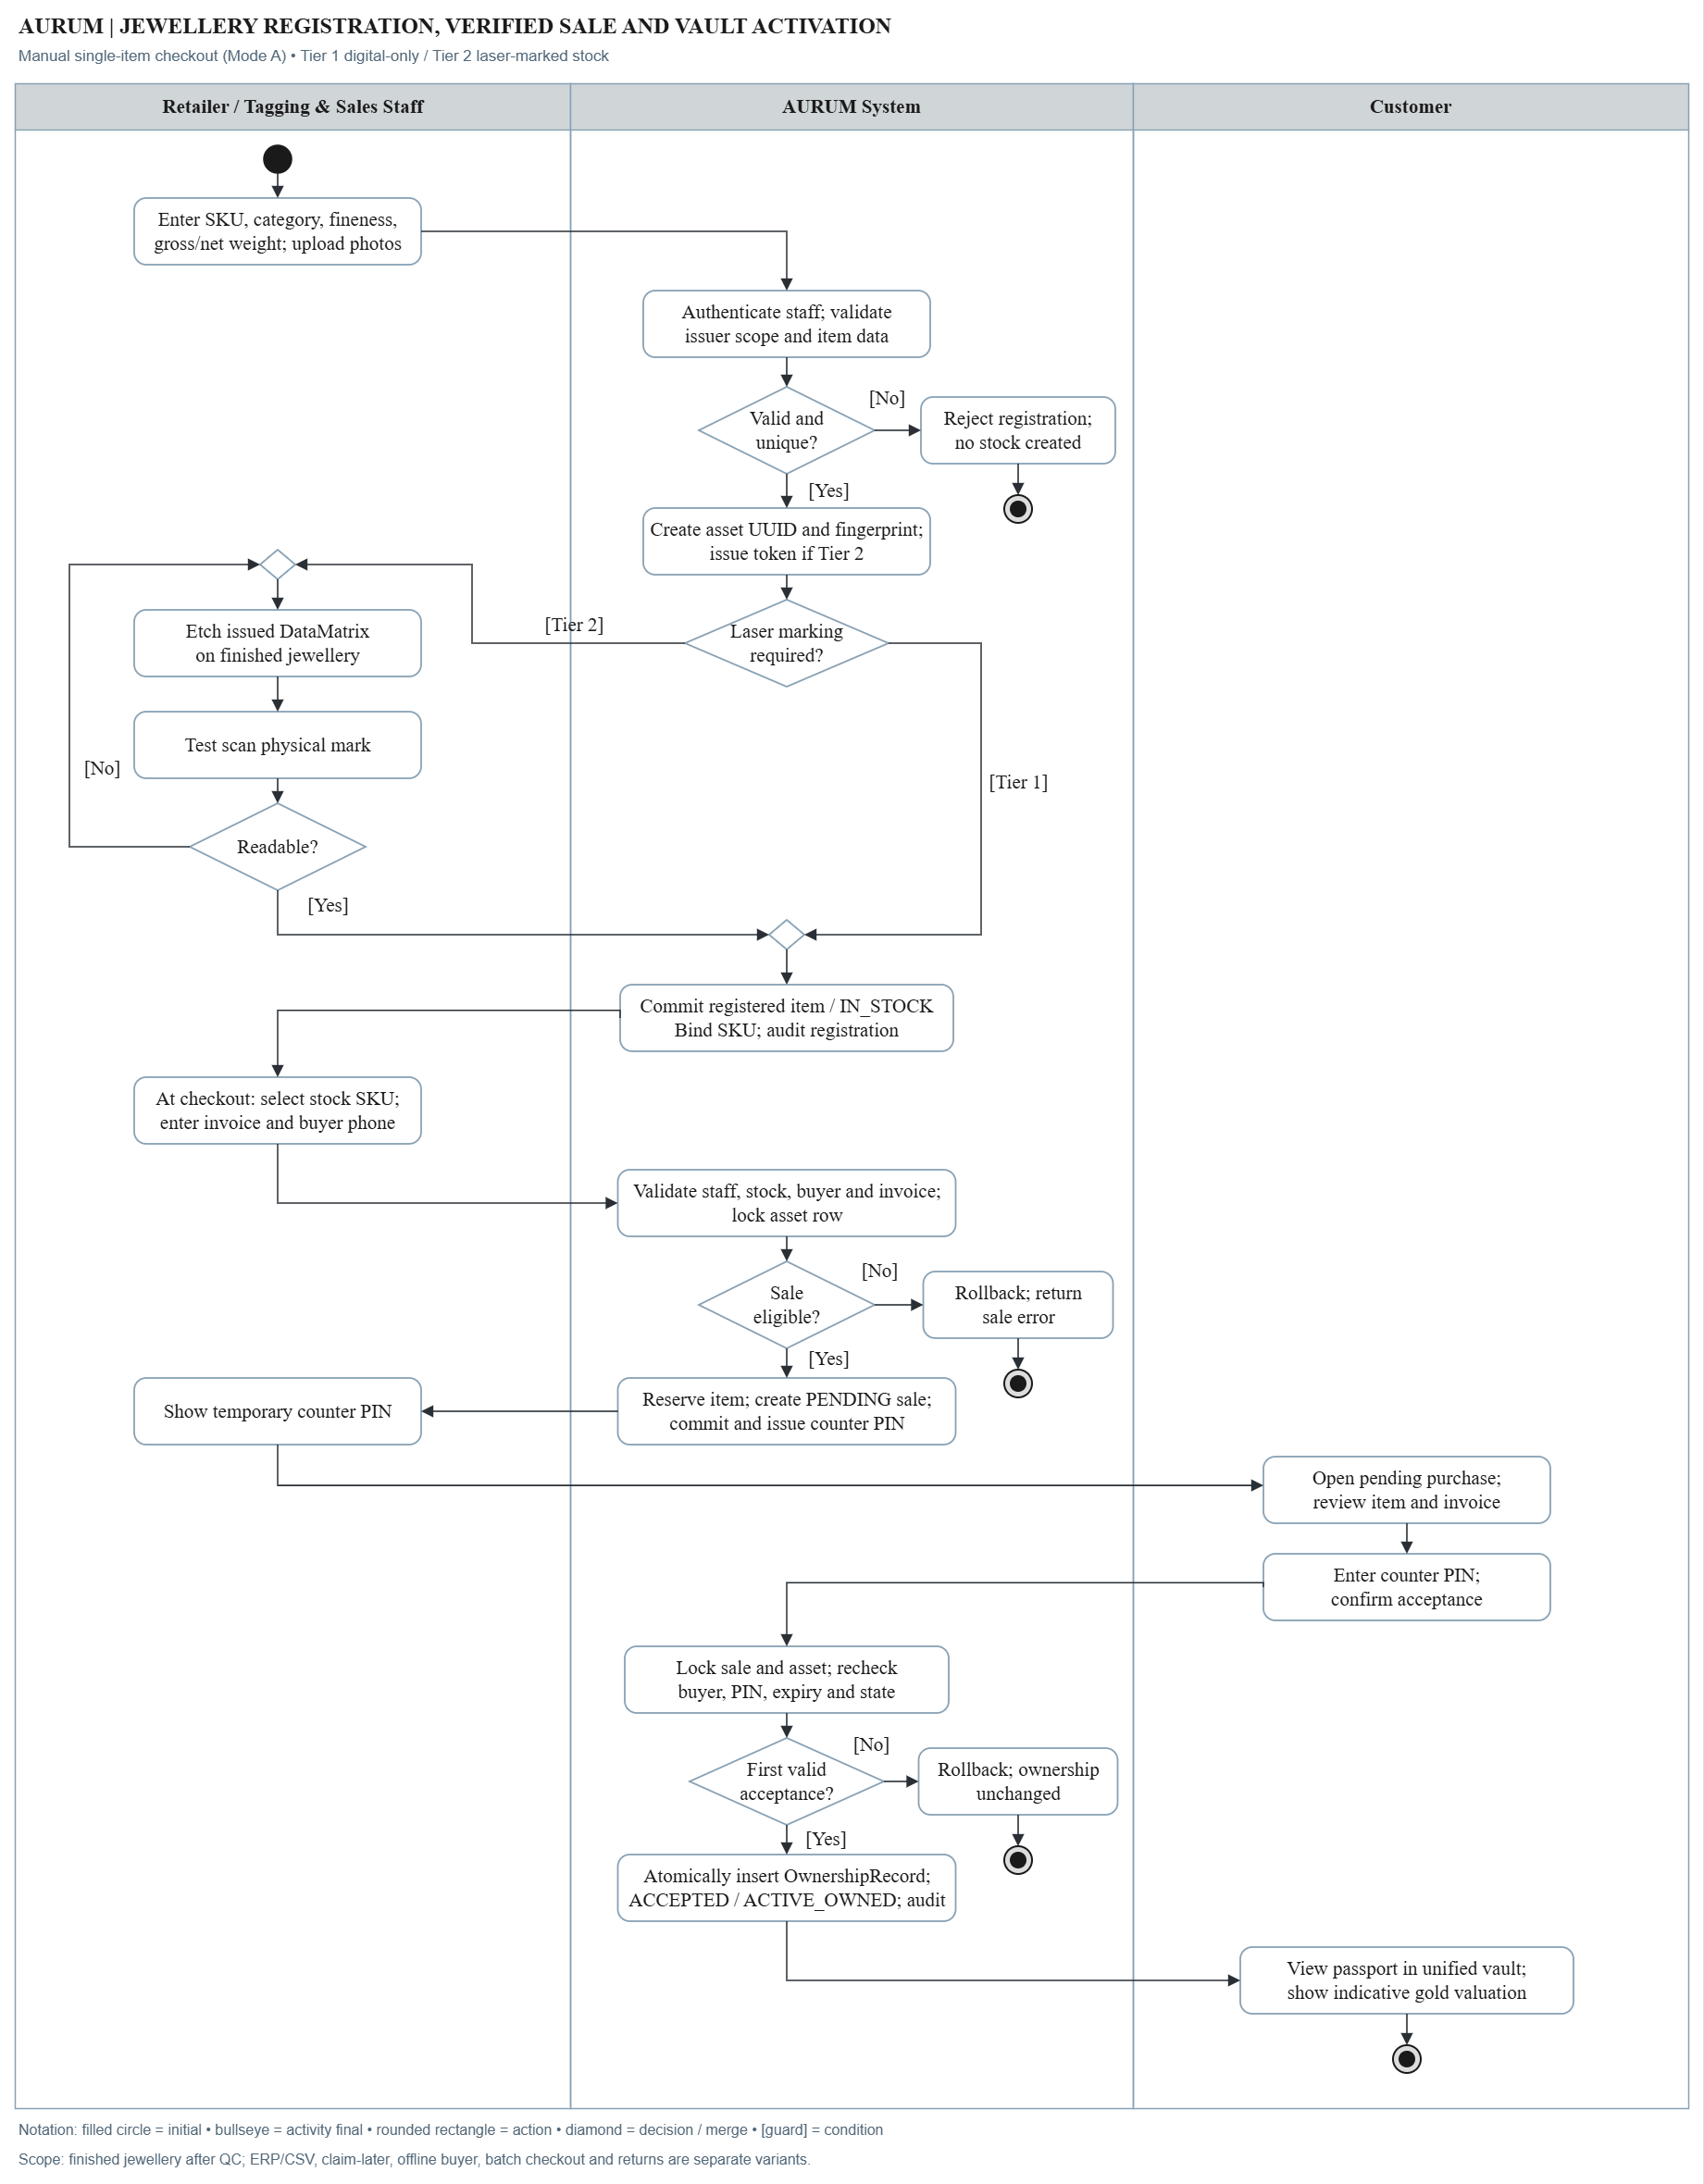 AURUM | JEWELLERY REGISTRATION, VERIFIED SALE AND VAULT ACTIVATION
Manual single-item checkout (Mode A) • Tier 1 digital-only / Tier 2 laser-marked stock
Retailer / Tagging & Sales Staff
AURUM System
Customer
Enter SKU, category, fineness,
gross/net weight; upload photos
Authenticate staff; validate
issuer scope and item data
Valid and
unique?
[No]
Reject registration;
no stock created
[Yes]
Create asset UUID and fingerprint;
issue token if Tier 2
Laser marking
required?
[Tier 2]
[Tier 1]
Etch issued DataMatrix
on finished jewellery
Test scan physical mark
[No]
Readable?
[Yes]
Commit registered item / IN_STOCK
Bind SKU; audit registration
At checkout: select stock SKU;
enter invoice and buyer phone
Validate staff, stock, buyer and invoice;
lock asset row
Sale
eligible?
[No]
Rollback; return
sale error
[Yes]
Reserve item; create PENDING sale;
commit and issue counter PIN
Show temporary counter PIN
Open pending purchase;
review item and invoice
Enter counter PIN;
confirm acceptance
Lock sale and asset; recheck
buyer, PIN, expiry and state
First valid
acceptance?
[No]
Rollback; ownership
unchanged
[Yes]
Atomically insert OwnershipRecord;
ACCEPTED / ACTIVE_OWNED; audit
View passport in unified vault;
show indicative gold valuation
Notation: filled circle = initial • bullseye = activity final • rounded rectangle = action • diamond = decision / merge • [guard] = condition
Scope: finished jewellery after QC; ERP/CSV, claim-later, offline buyer, batch checkout and returns are separate variants.